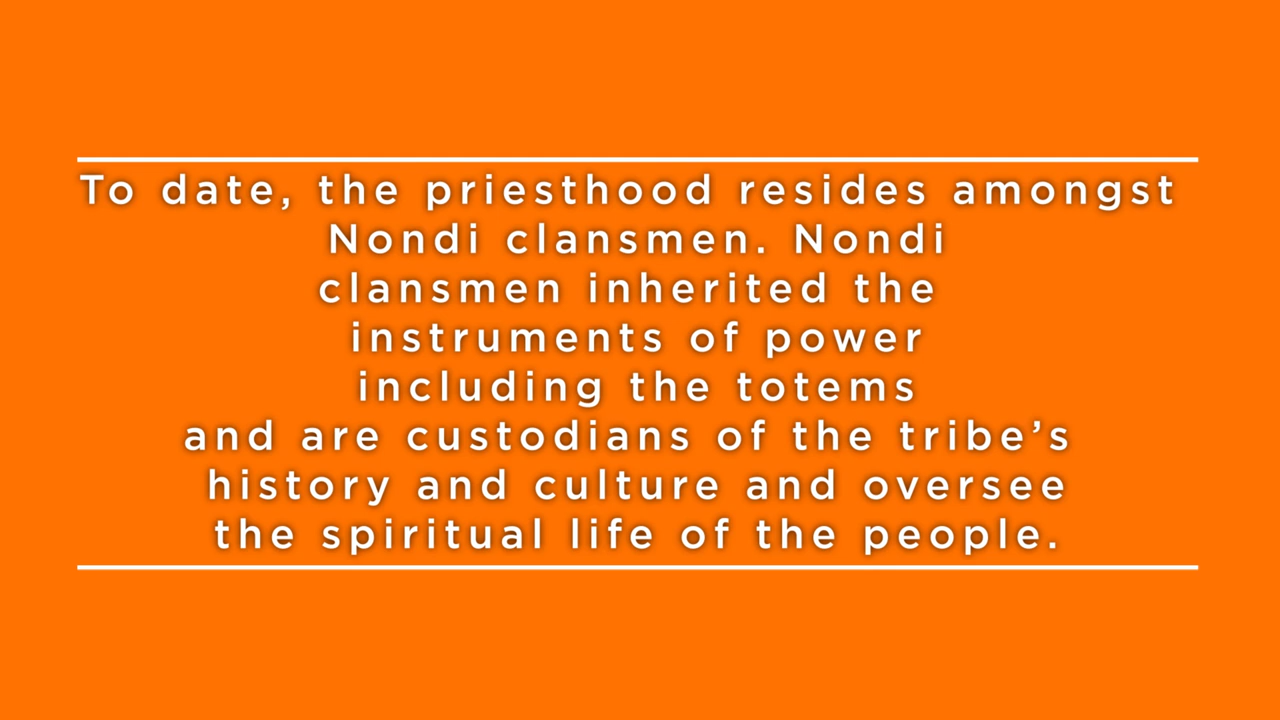 To date, the priesthood resides amongst
Nondi clansmen. Nondi
clansmen inherited the
instruments of power
including the totems
and are custodians of the tribe’s
history and culture and oversee
the spiritual life of the people.